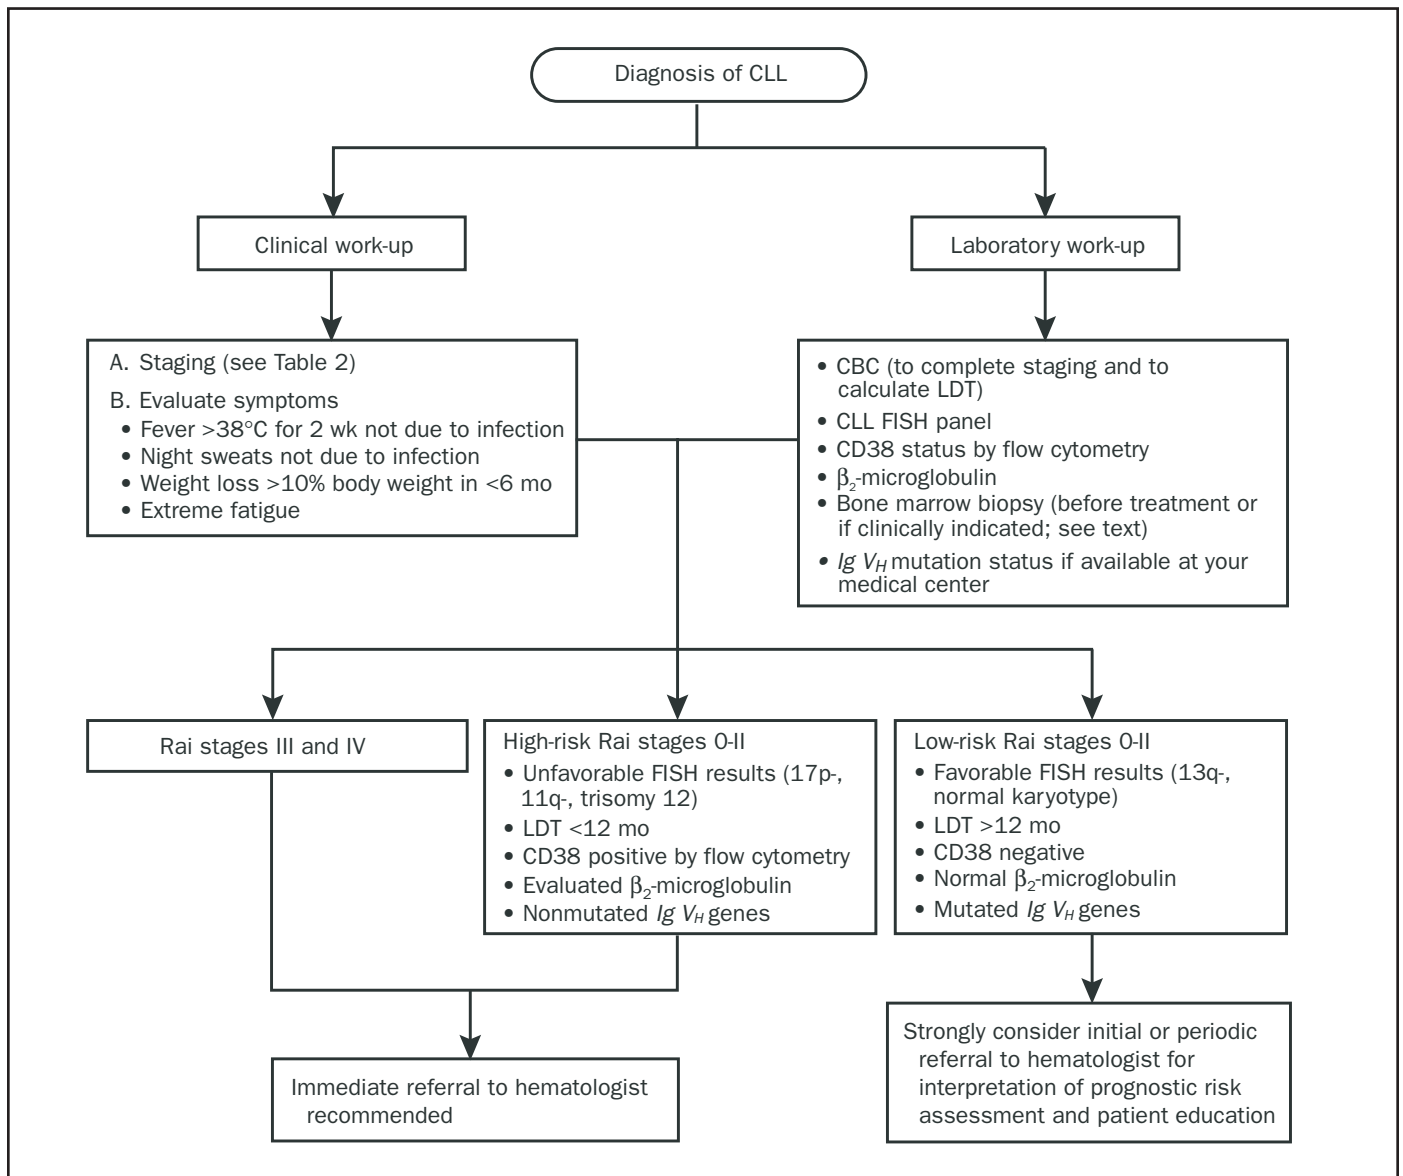 Diagnosis of CLL
Clinical work-up
Laboratory work-up
A. Staging (see Table 2)
B. Evaluate symptoms
• Fever >38°C for 2 wk not due to infection
• Night sweats not due to infection
• Weight loss >10% body weight in <6 mo
• Extreme fatigue
• CBC (to complete staging and to
calculate LDT)
• CLL FISH panel
• CD38 status by flow cytometry
• β₂-microglobulin
• Bone marrow biopsy (before treatment or
if clinically indicated; see text)
• Ig V_H mutation status if available at your
medical center
Rai stages III and IV
High-risk Rai stages 0-II
• Unfavorable FISH results (17p-,
11q-, trisomy 12)
• LDT <12 mo
• CD38 positive by flow cytometry
• Evaluated β₂-microglobulin
• Nonmutated Ig V_H genes
Low-risk Rai stages 0-II
• Favorable FISH results (13q-,
normal karyotype)
• LDT >12 mo
• CD38 negative
• Normal β₂-microglobulin
• Mutated Ig V_H genes
Immediate referral to hematologist
recommended
Strongly consider initial or periodic
referral to hematologist for
interpretation of prognostic risk
assessment and patient education